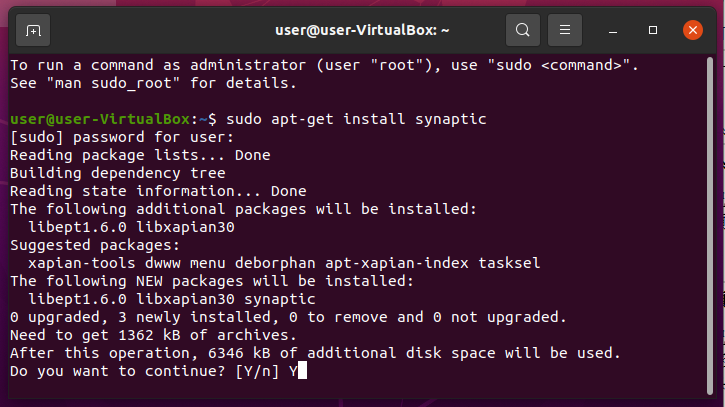 user@user-VirtualBox: ~
To run a command as administrator (user "root"), use "sudo <command>".
See "man sudo_root" for details.
user@user-VirtualBox:~$ sudo apt-get install synaptic
[sudo] password for user:
Reading package lists... Done
Building dependency tree
Reading state information... Done
The following additional packages will be installed:
  libept1.6.0 libxapian30
Suggested packages:
  xapian-tools dwww menu deborphan apt-xapian-index tasksel
The following NEW packages will be installed:
  libept1.6.0 libxapian30 synaptic
0 upgraded, 3 newly installed, 0 to remove and 0 not upgraded.
Need to get 1362 kB of archives.
After this operation, 6346 kB of additional disk space will be used.
Do you want to continue? [Y/n] Y